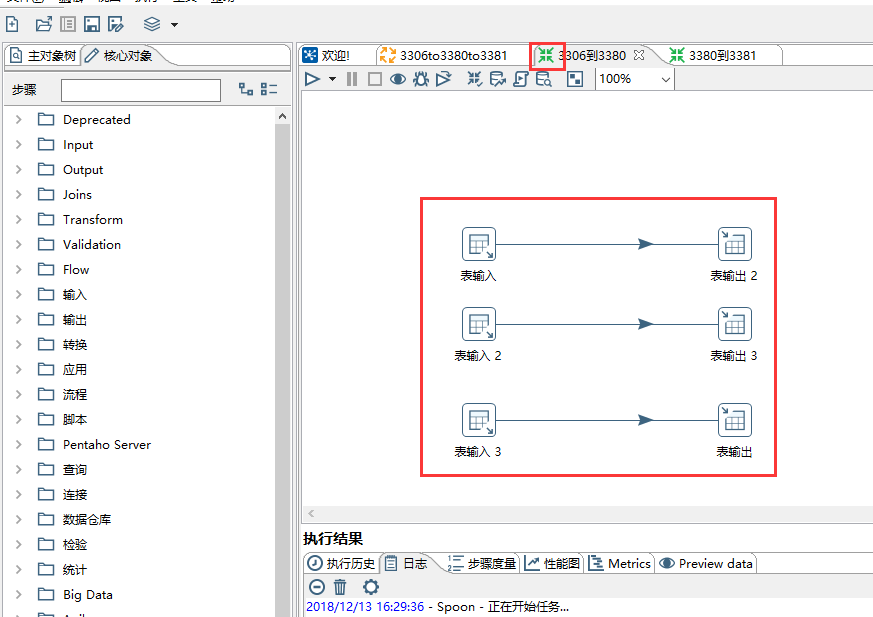 欢迎!
3306to3380to3381
3306到3380
3380到3381
主对象树
核心对象
100%
步骤
Deprecated
Input
Output
Joins
Transform
Validation
Flow
输入
输出
转换
应用
流程
脚本
Pentaho Server
查询
连接
数据仓库
检验
统计
Big Data
表输入
表输出 2
表输入 2
表输出 3
表输入 3
表输出
执行结果
执行历史
日志
步骤度量
性能图
Metrics
Preview data
2018/12/13 16:29:36 - Spoon - 正在开始任务...